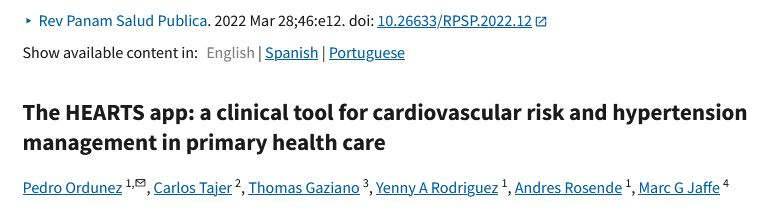 ‣ Rev Panam Salud Publica. 2022 Mar 28;46:e12. doi: 10.26633/RPSP.2022.12
Show available content in: English | Spanish | Portuguese
The HEARTS app: a clinical tool for cardiovascular risk and hypertension
management in primary health care
Pedro Ordunez 1,✉, Carlos Tajer 2, Thomas Gaziano 3, Yenny A Rodriguez 1, Andres Rosende 1, Marc G Jaffe 4